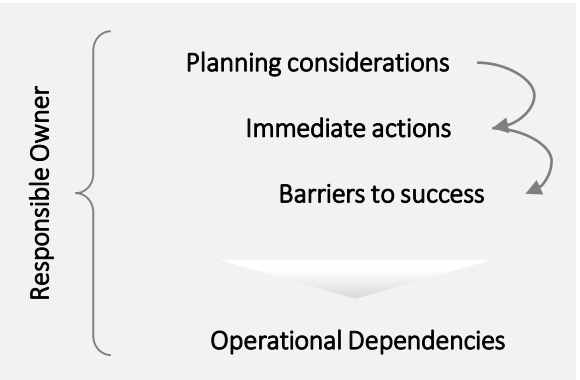 Responsible Owner
Planning considerations
Immediate actions
Barriers to success
Operational Dependencies